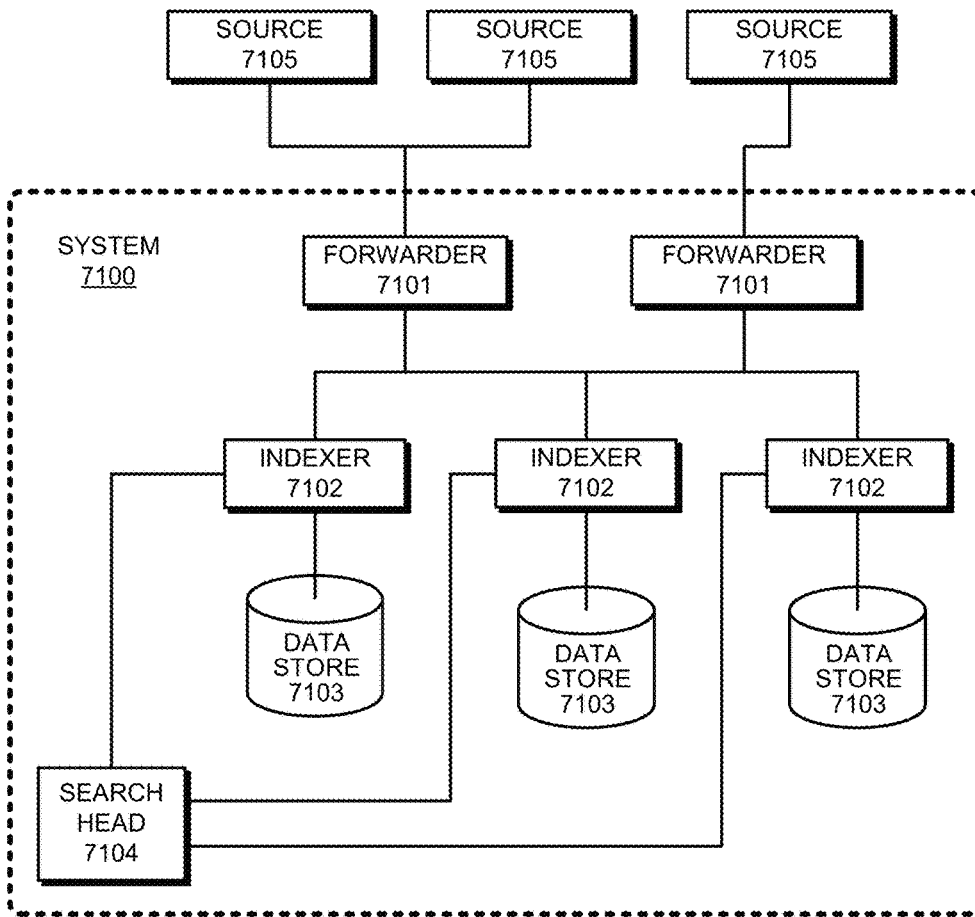 SOURCE
7105
SOURCE
7105
SOURCE
7105
SYSTEM
7100
FORWARDER
7101
FORWARDER
7101
INDEXER
7102
INDEXER
7102
INDEXER
7102
DATA
STORE
7103
DATA
STORE
7103
DATA
STORE
7103
SEARCH
HEAD
7104